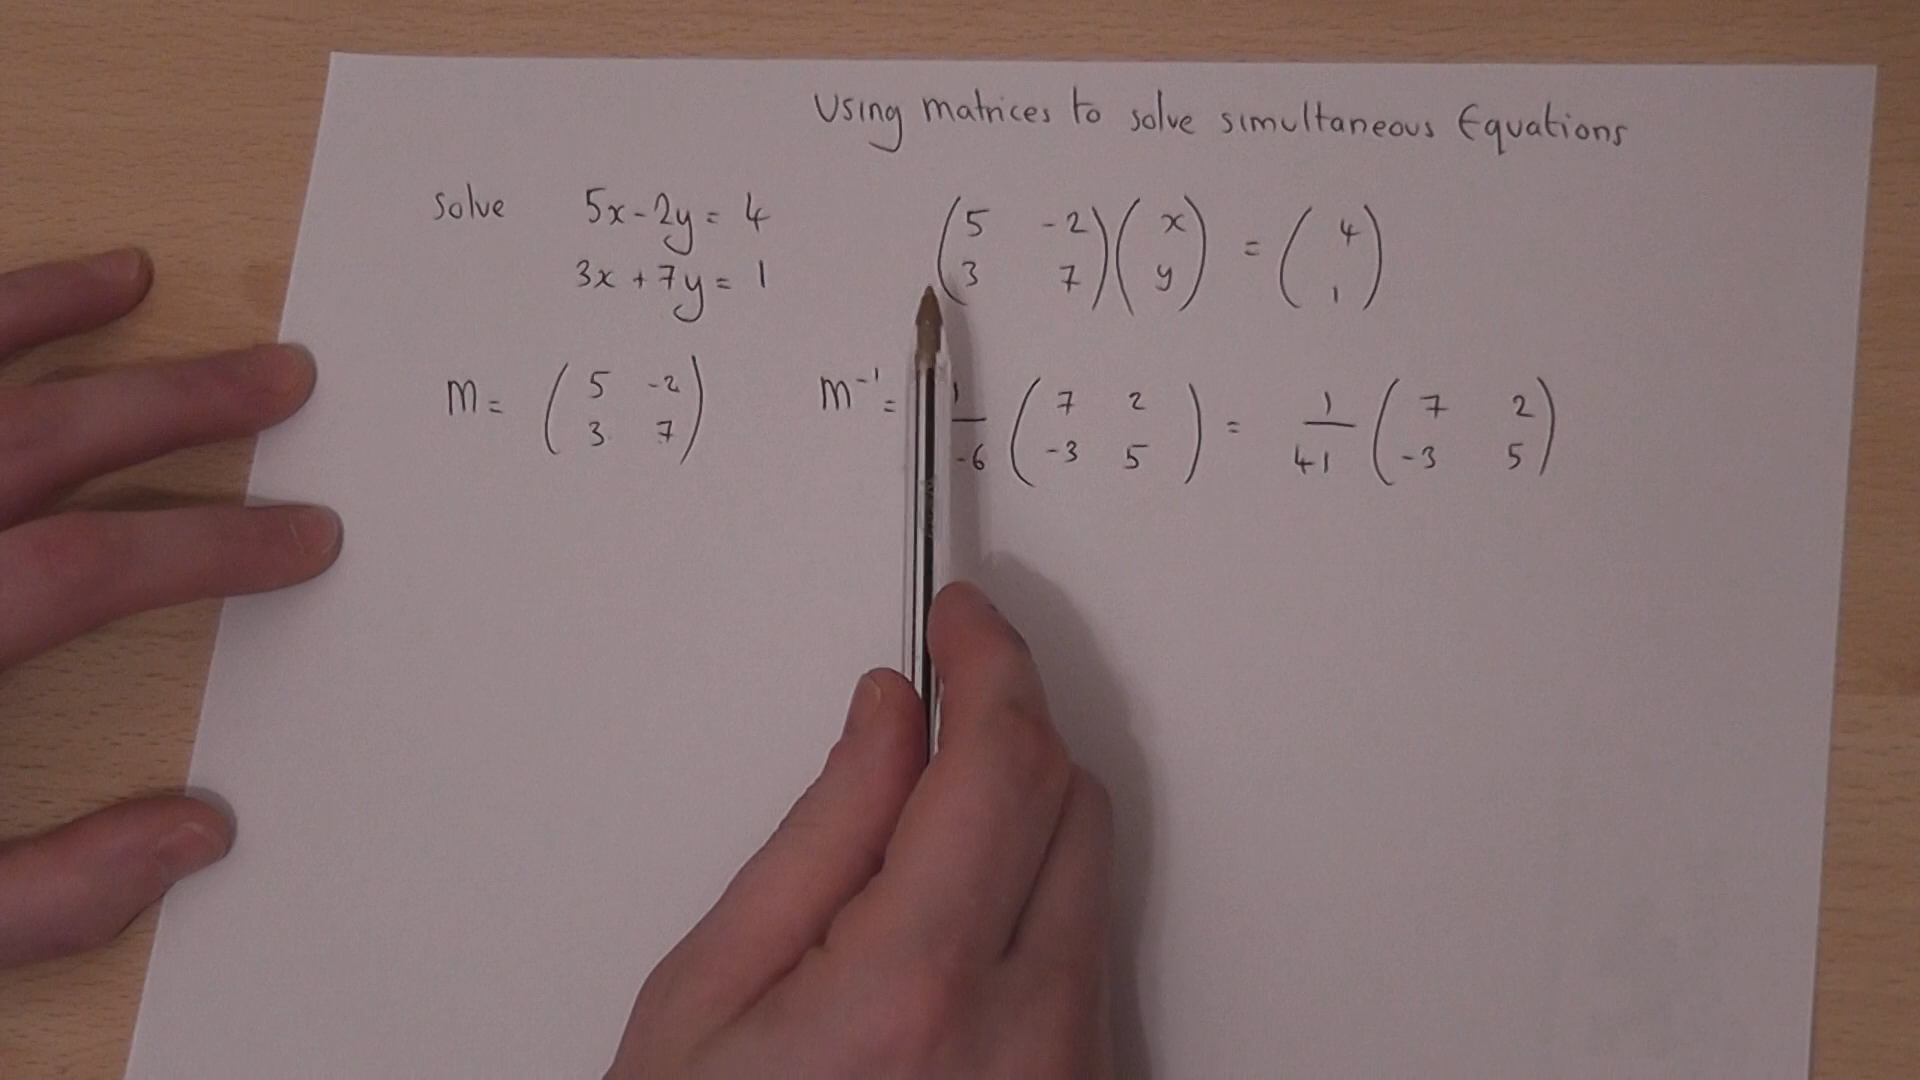 Using matrices to solve simultaneous Equations
Solve 5x - 2y = 4
3x + 7y = 1
(5 -2
3 7)(x
y) = (4
1)
M = (5 -2
3 7)
M⁻¹ = 1/-6 (7 2
-3 5) = 1/41 (7 2
-3 5)